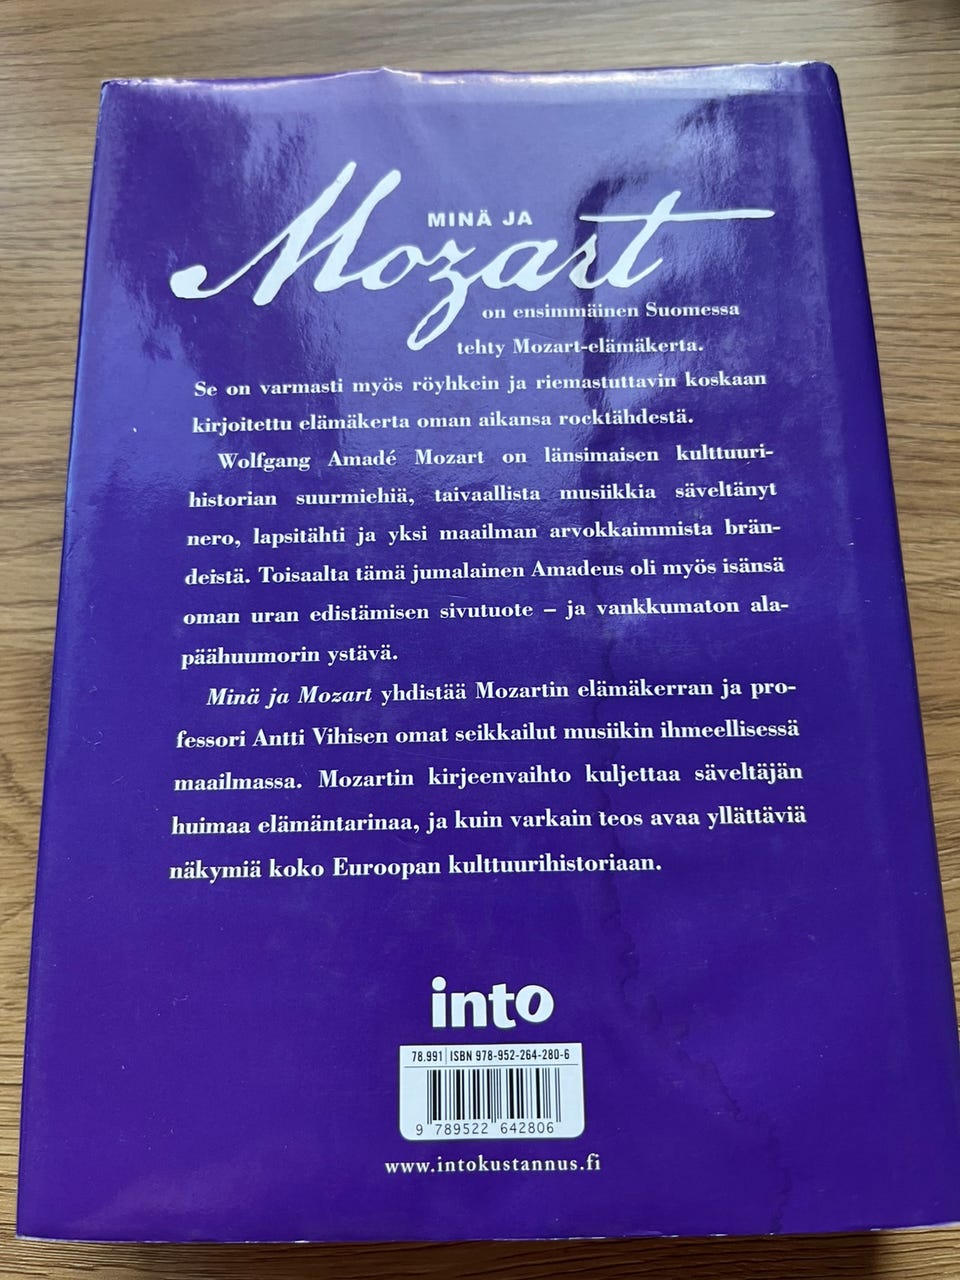 MINÄ JA
Mozart
on ensimmäinen Suomessa
tehty Mozart-elämäkerta.
Se on varmasti myös röyhkein ja riemastuttavin koskaan
kirjoitettu elämäkerta oman aikansa rocktähdestä.
Wolfgang Amadé Mozart on länsimaisen kulttuuri-
historian suurmiehiä, taivaallista musiikkia säveltänyt
nero, lapsitähti ja yksi maailman arvokkaimmista brän-
deistä. Toisaalta tämä jumalainen Amadeus oli myös isänsä
oman uran edistämisen sivutuote – ja vankkumaton ala-
päähuumorin ystävä.
Minä ja Mozart yhdistää Mozartin elämäkerran ja pro-
fessori Antti Vihisen omat seikkailut musiikin ihmeellisessä
maailmassa. Mozartin kirjeenvaihto kuljettaa säveltäjän
huimaa elämäntarinaa, ja kuin varkain teos avaa yllättäviä
näkymiä koko Euroopan kulttuurihistoriaan.
into
78.991 ISBN 978-952-264-280-6
9 789522 642806
www.intokustannus.fi